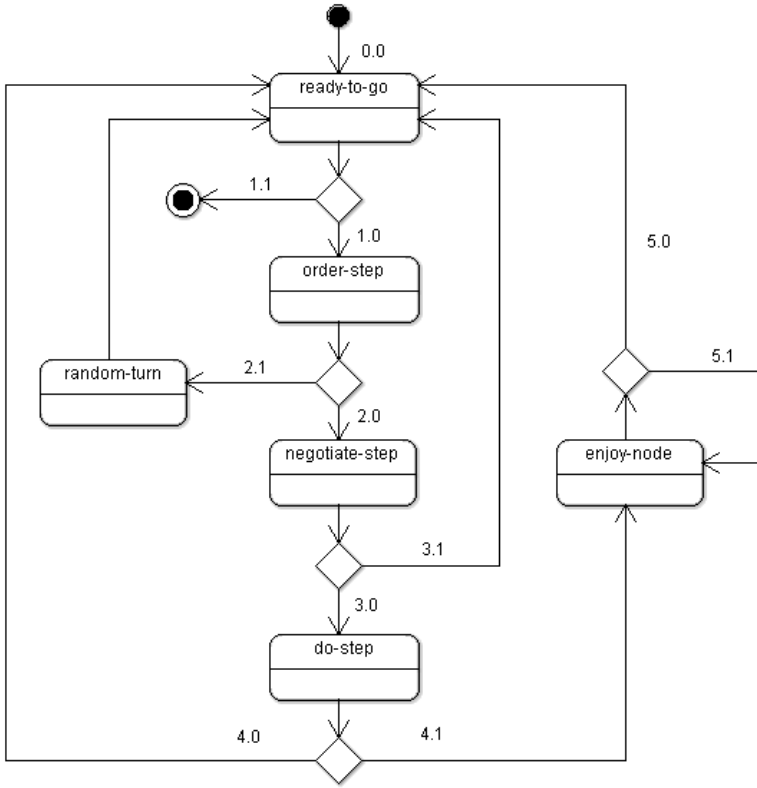 0.0
ready-to-go
1.1
1.0
5.0
order-step
random-turn
2.1
5.1
2.0
negotiate-step
enjoy-node
3.1
3.0
do-step
4.0
4.1